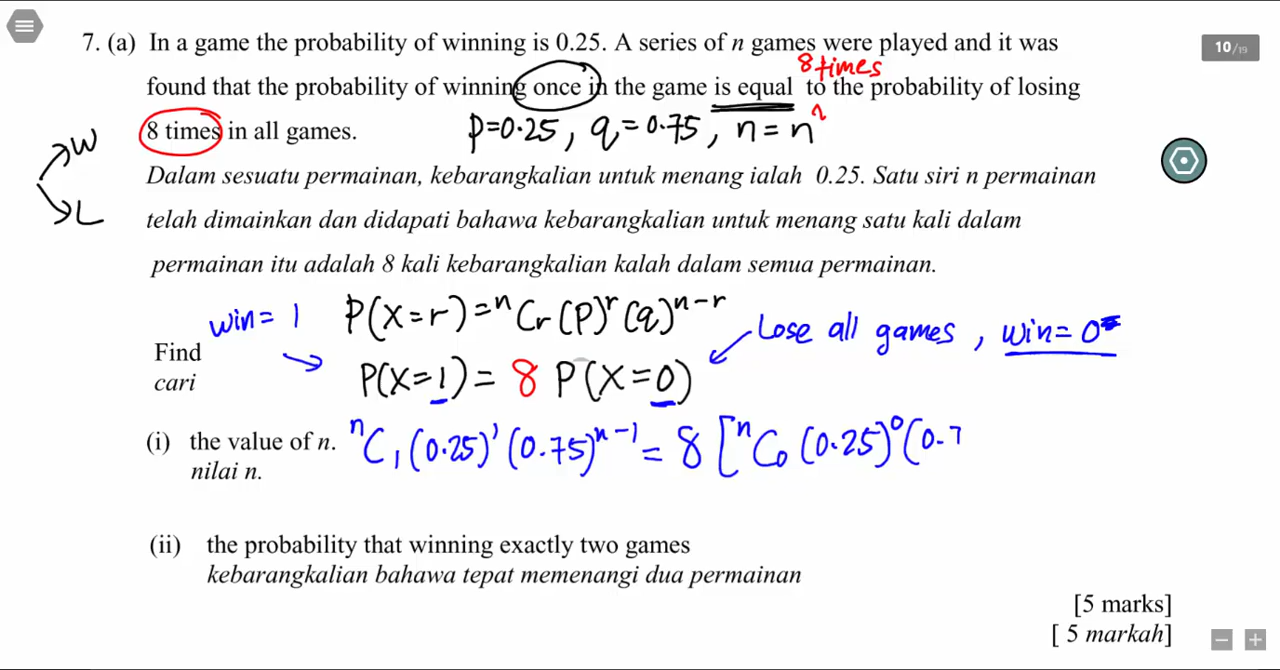 10/19
7. (a) In a game the probability of winning is 0.25. A series of n games were played and it was
8 times
found that the probability of winning once in the game is equal to the probability of losing
8 times in all games. p=0.25, q=0.75, n=n
W
L
Dalam sesuatu permainan, kebarangkalian untuk menang ialah 0.25. Satu siri n permainan
telah dimainkan dan didapati bahawa kebarangkalian untuk menang satu kali dalam
permainan itu adalah 8 kali kebarangkalian kalah dalam semua permainan.
win= 1 P(X=r)=ⁿCr(p)ʳ(q)ⁿ⁻ʳ Lose all games, win=0
Find
cari P(X=1)= 8 P(X=0)
(i) the value of n. ⁿC₁(0.25)¹(0.75)ⁿ⁻¹= 8[ⁿC₀(0.25)⁰(0.7
nilai n.
(ii) the probability that winning exactly two games
kebarangkalian bahawa tepat memenangi dua permainan
[5 marks]
[ 5 markah]